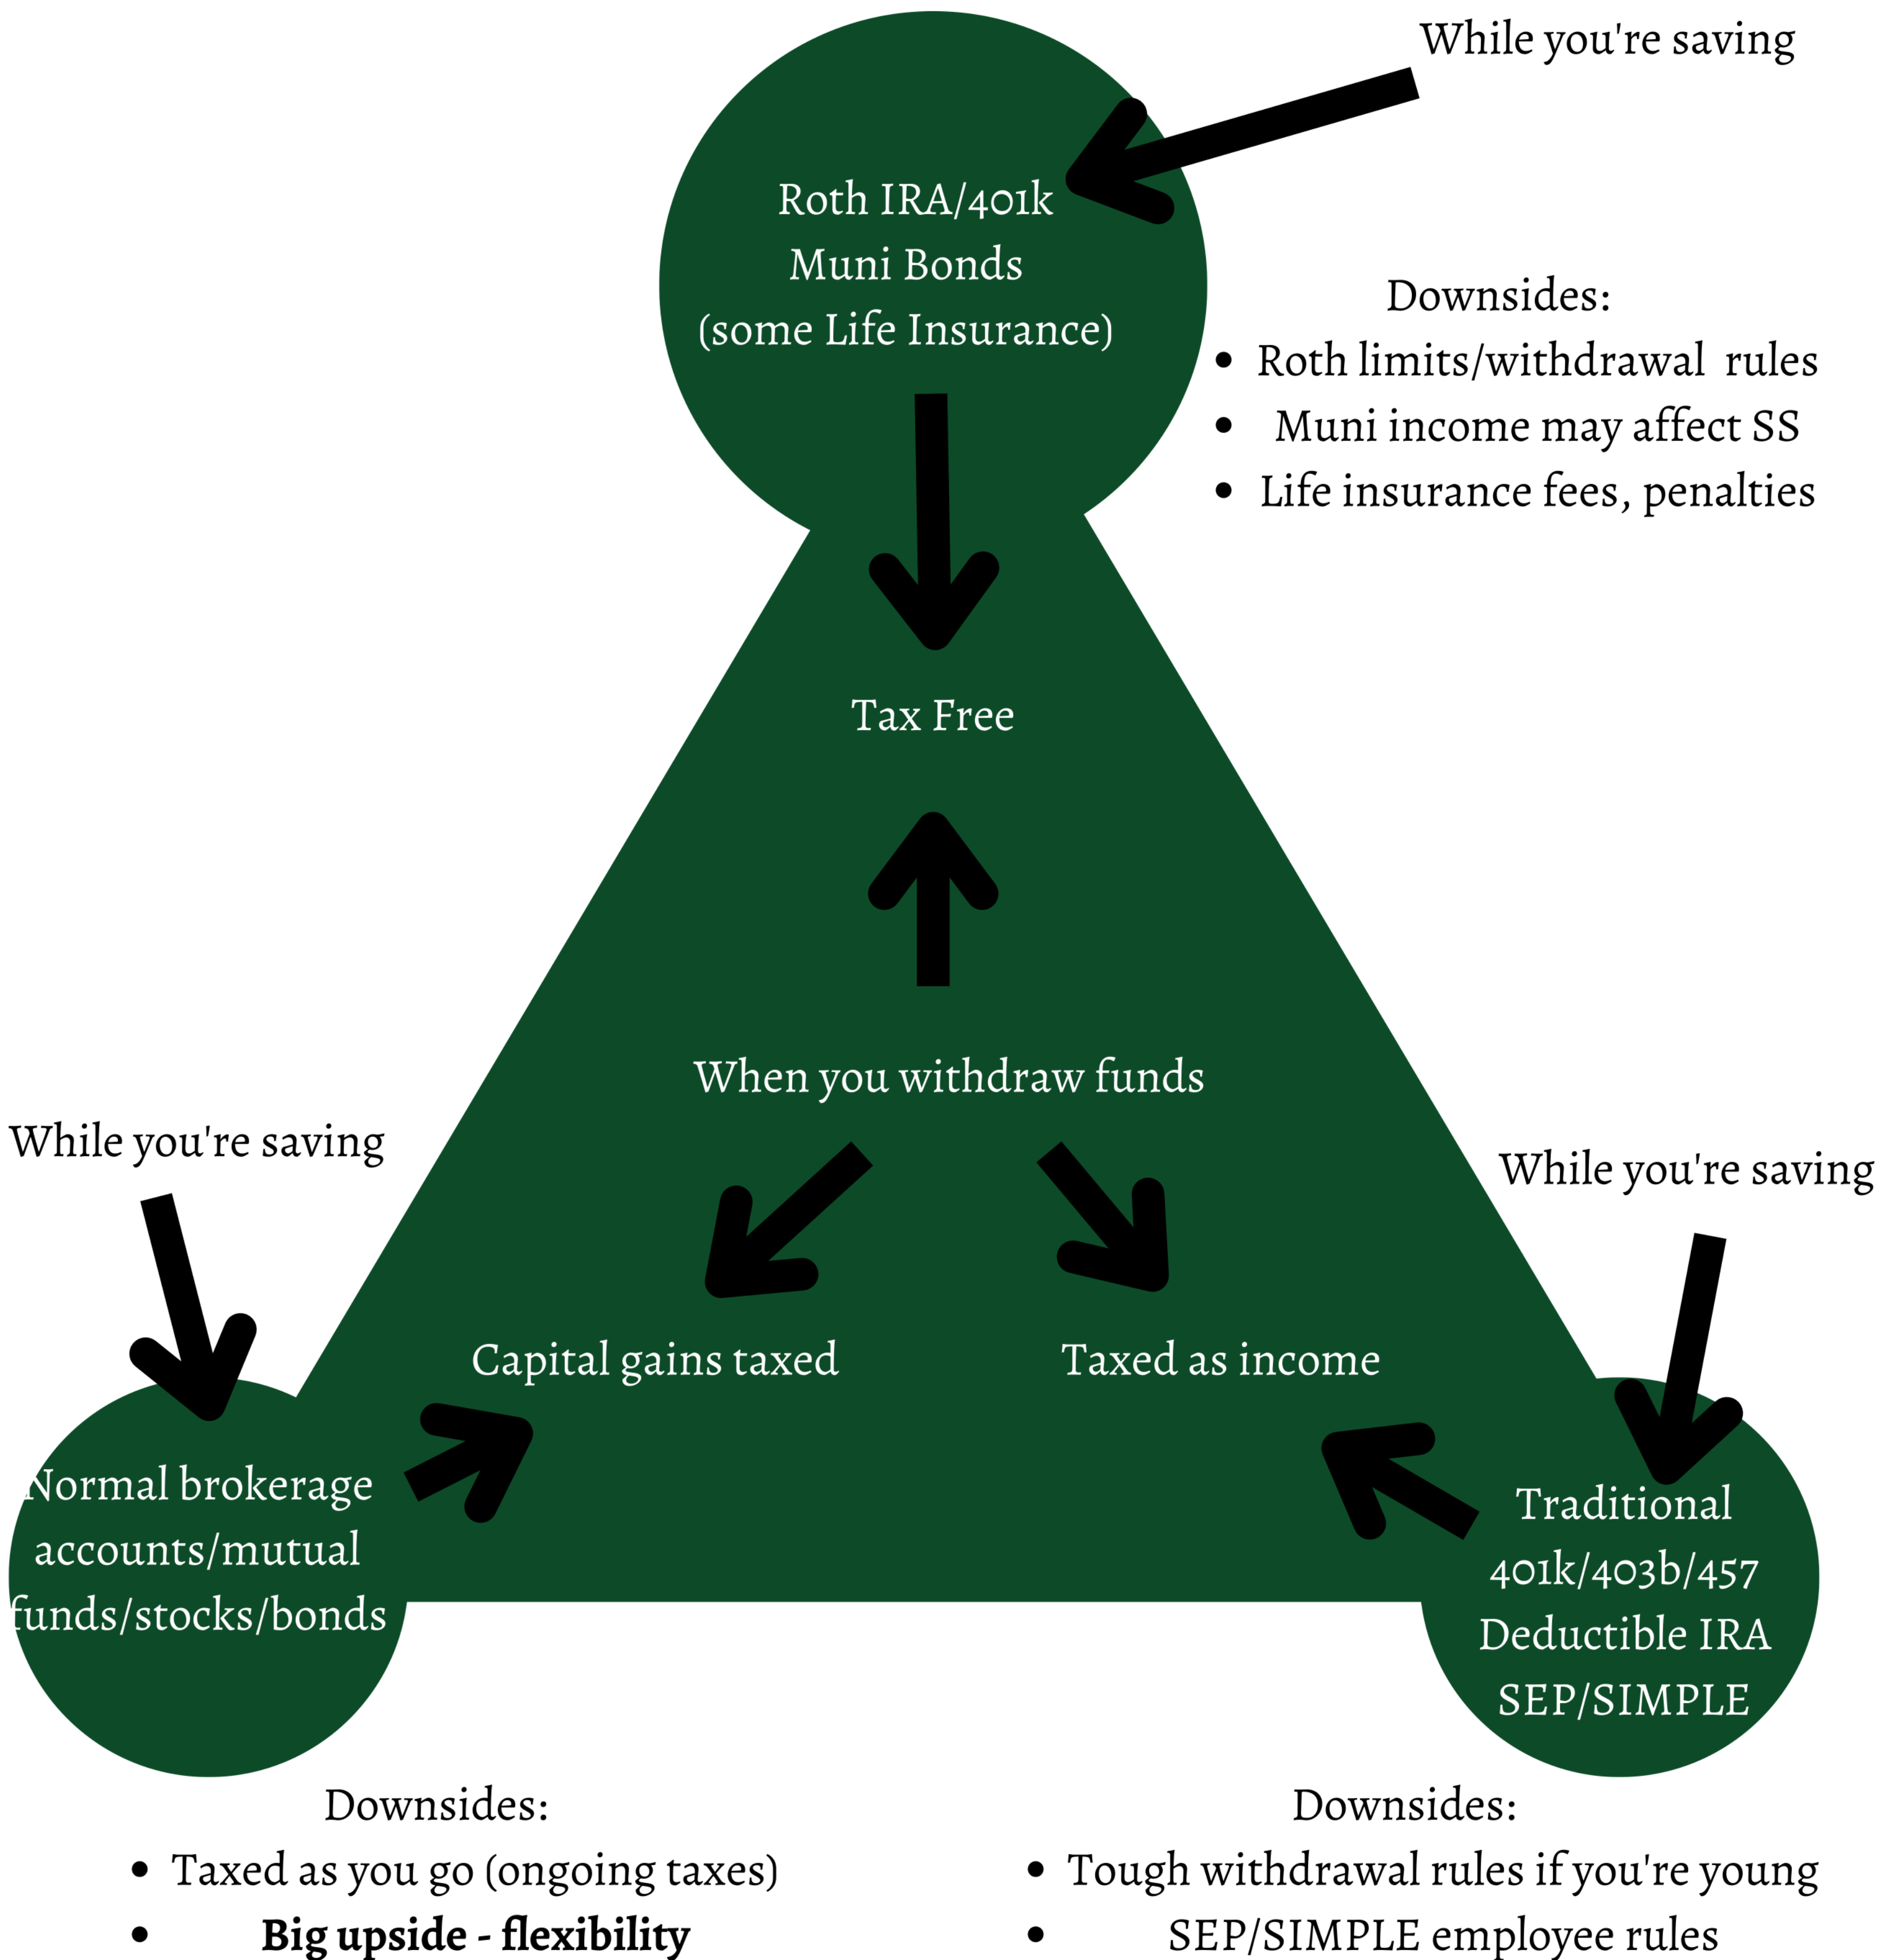 While you're saving
Roth IRA/401k
Muni Bonds
(some Life Insurance)
Downsides:
• Roth limits/withdrawal rules
• Muni income may affect SS
• Life insurance fees, penalties
Tax Free
When you withdraw funds
While you're saving
While you're saving
Capital gains taxed
Taxed as income
Normal brokerage
accounts/mutual
funds/stocks/bonds
Traditional
401k/403b/457
Deductible IRA
SEP/SIMPLE
Downsides:
• Taxed as you go (ongoing taxes)
• Big upside - flexibility
Downsides:
• Tough withdrawal rules if you're young
• SEP/SIMPLE employee rules